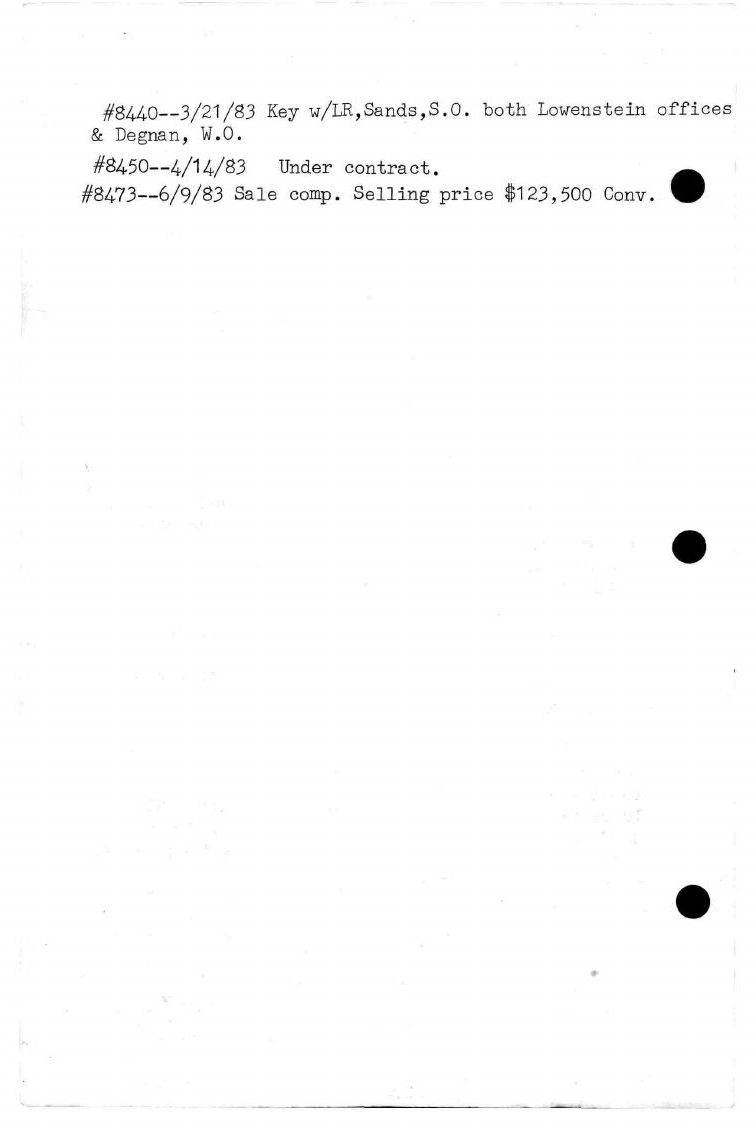 #8440--3/21/83 Key w/LR,Sands,S.O. both Lowenstein offices
& Degnan, W.O.
#8450--4/14/83 Under contract.
#8473--6/9/83 Sale comp. Selling price $123,500 Conv.